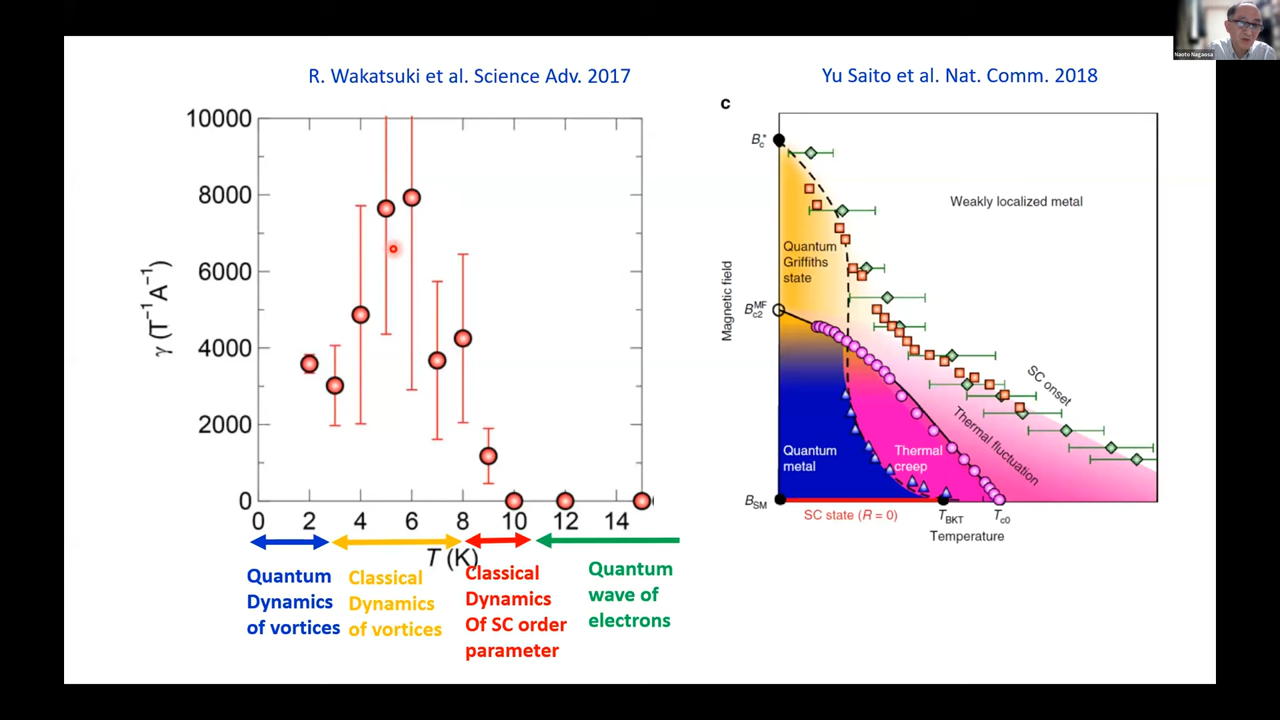 Naoto Nagaosa
R. Wakatsuki et al. Science Adv. 2017
Yu Saito et al. Nat. Comm. 2018
10000
8000
6000
4000
2000
0
γ (T⁻¹A⁻¹)
0 2 4 6 8 10 12 14
T (K)
Quantum
Dynamics
of vortices
Classical
Dynamics
of vortices
Classical
Dynamics
Of SC order
parameter
Quantum
wave of
electrons
c
Magnetic field
B_c*
B_c2^MF
B_SM
Weakly localized metal
Quantum
Griffiths
state
SC onset
Thermal fluctuation
Thermal
creep
Quantum
metal
SC state (R = 0)
T_BKT
T_c0
Temperature